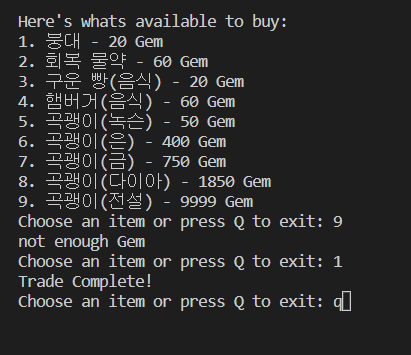 Here's whats available to buy:
1. 붕대 - 20 Gem
2. 회복 물약 - 60 Gem
3. 구운 빵(음식) - 20 Gem
4. 햄버거(음식) - 60 Gem
5. 곡괭이(녹슨) - 50 Gem
6. 곡괭이(은) - 400 Gem
7. 곡괭이(금) - 750 Gem
8. 곡괭이(다이아) - 1850 Gem
9. 곡괭이(전설) - 9999 Gem
Choose an item or press Q to exit: 9
not enough Gem
Choose an item or press Q to exit: 1
Trade Complete!
Choose an item or press Q to exit: q